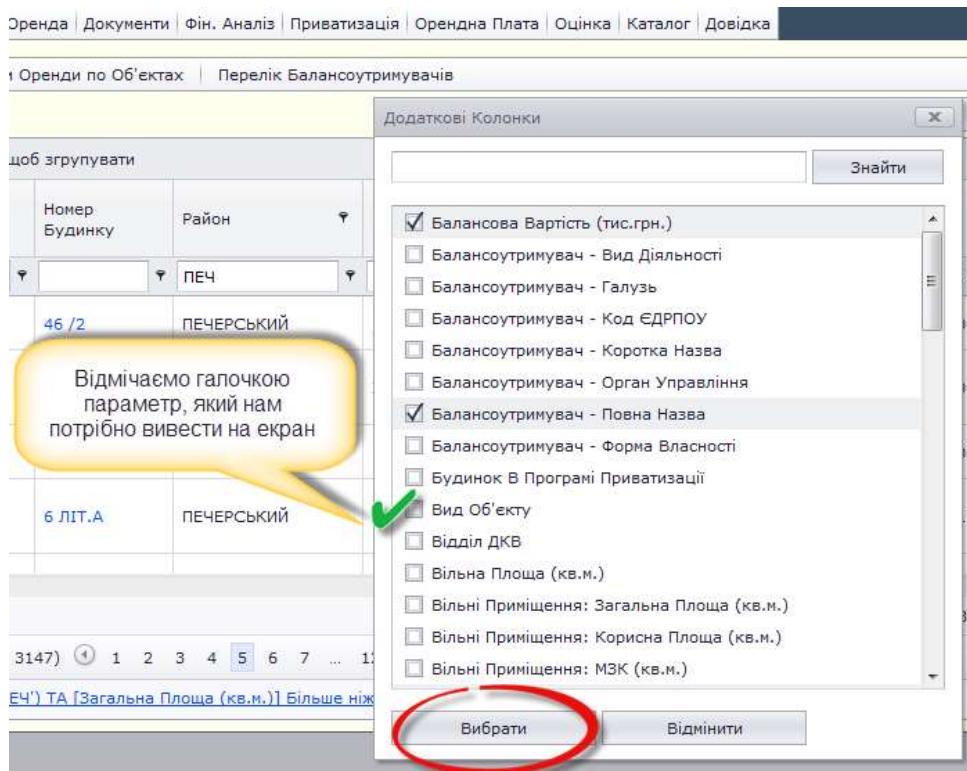 Оренда Документи Фін. Аналіз Приватизація Орендна Плата Оцінка Каталог Довідка
Оренди по Об'єктах Перелік Балансоутримувачів
Додаткові Колонки
Знайти
щоб згрупувати
Номер Будинку
Район
ПЕЧ
46 /2 ПЕЧЕРСЬКИЙ
Відмічаємо галочкою
параметр, який нам
потрібно вивести на екран
6 ЛІТ.А ПЕЧЕРСЬКИЙ
Балансова Вартість (тис.грн.)
Балансоутримувач - Вид Діяльності
Балансоутримувач - Галузь
Балансоутримувач - Код ЄДРПОУ
Балансоутримувач - Коротка Назва
Балансоутримувач - Орган Управління
Балансоутримувач - Повна Назва
Балансоутримувач - Форма Власності
Будинок В Програмі Приватизації
Вид Об'єкту
Відділ ДКВ
Вільна Площа (кв.м.)
Вільні Приміщення: Загальна Площа (кв.м.)
Вільні Приміщення: Корисна Площа (кв.м.)
Вільні Приміщення: МЗК (кв.м.)
3147) 1 2 3 4 5 6 7 ...
ЕЧ') ТА [Загальна Площа (кв.м.)] Більше ніж
Вибрати Відмінити